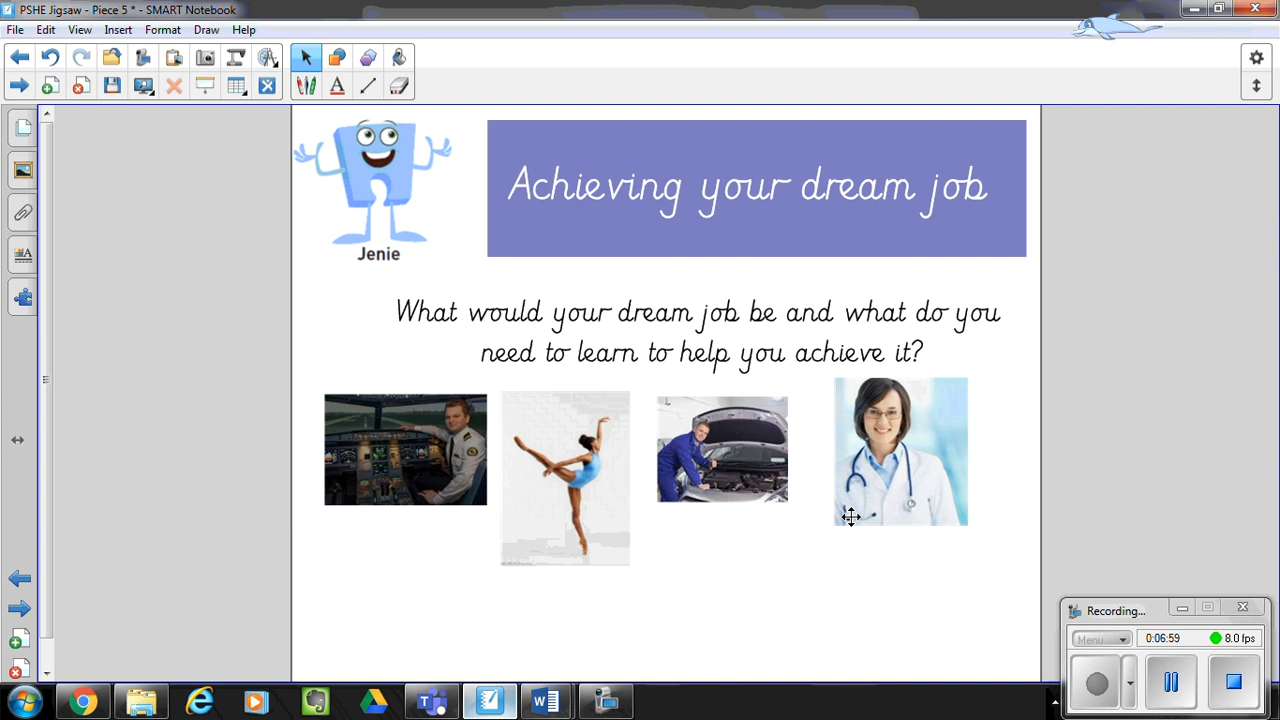 PSHE Jigsaw - Piece 5 * - SMART Notebook
File Edit View Insert Format Draw Help
Achieving your dream job
Jenie
What would your dream job be and what do you
need to learn to help you achieve it?
Recording...
Menu 0:06:59 8.0 fps